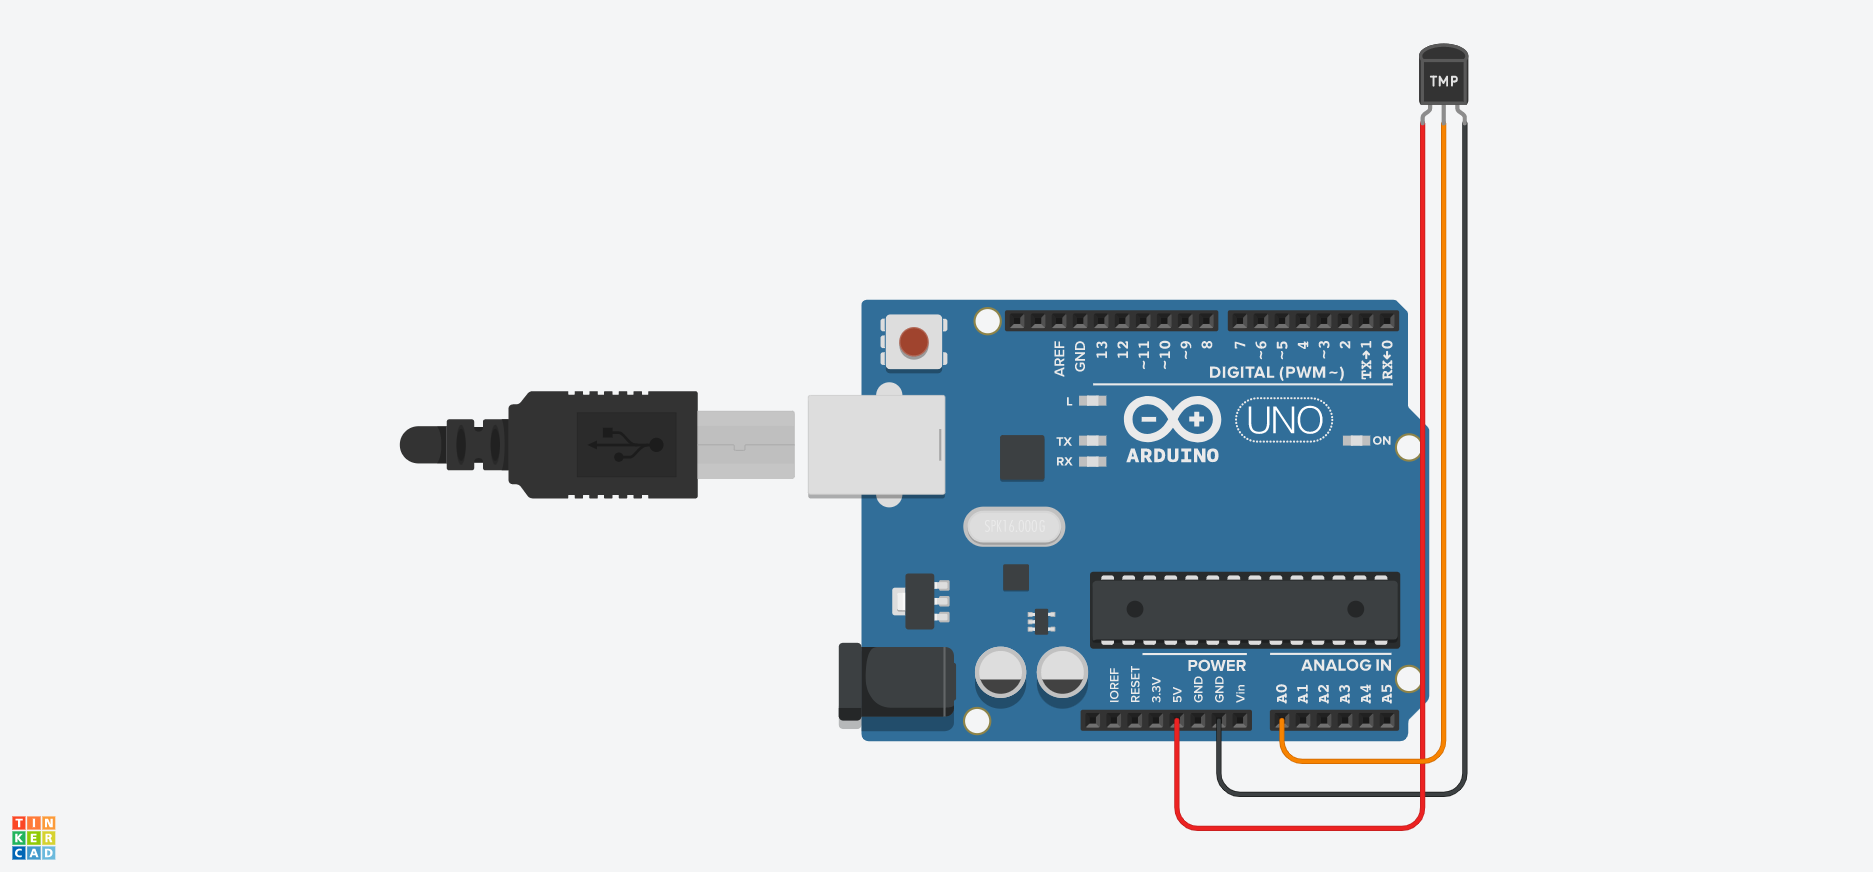 TMP
AREF
GND
13
12
~11
~10
~9
8
7
~6
~5
4
~3
2
TX→1
RX←0
DIGITAL (PWM~)
L
TX
RX
UNO
ON
ARDUINO
SPK16.000G
POWER
ANALOG IN
IOREF
RESET
3.3V
5V
GND
GND
Vin
A0
A1
A2
A3
A4
A5
TIN
KER
CAD